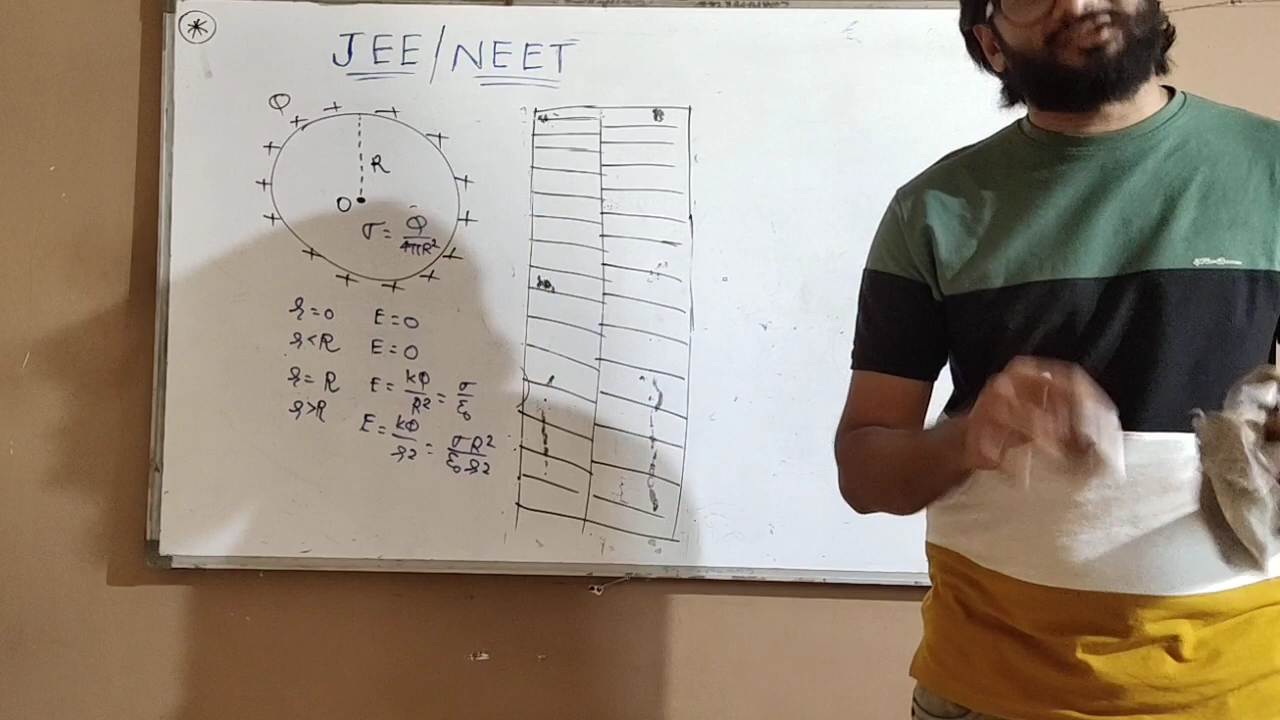 *
JEE/NEET
Q
R
O
σ = Q/4πR²
r=0 E=0
r<R E=0
r=R E=kQ/R² = σ/ε₀
r>R E=kQ/r² = σR²/ε₀r²